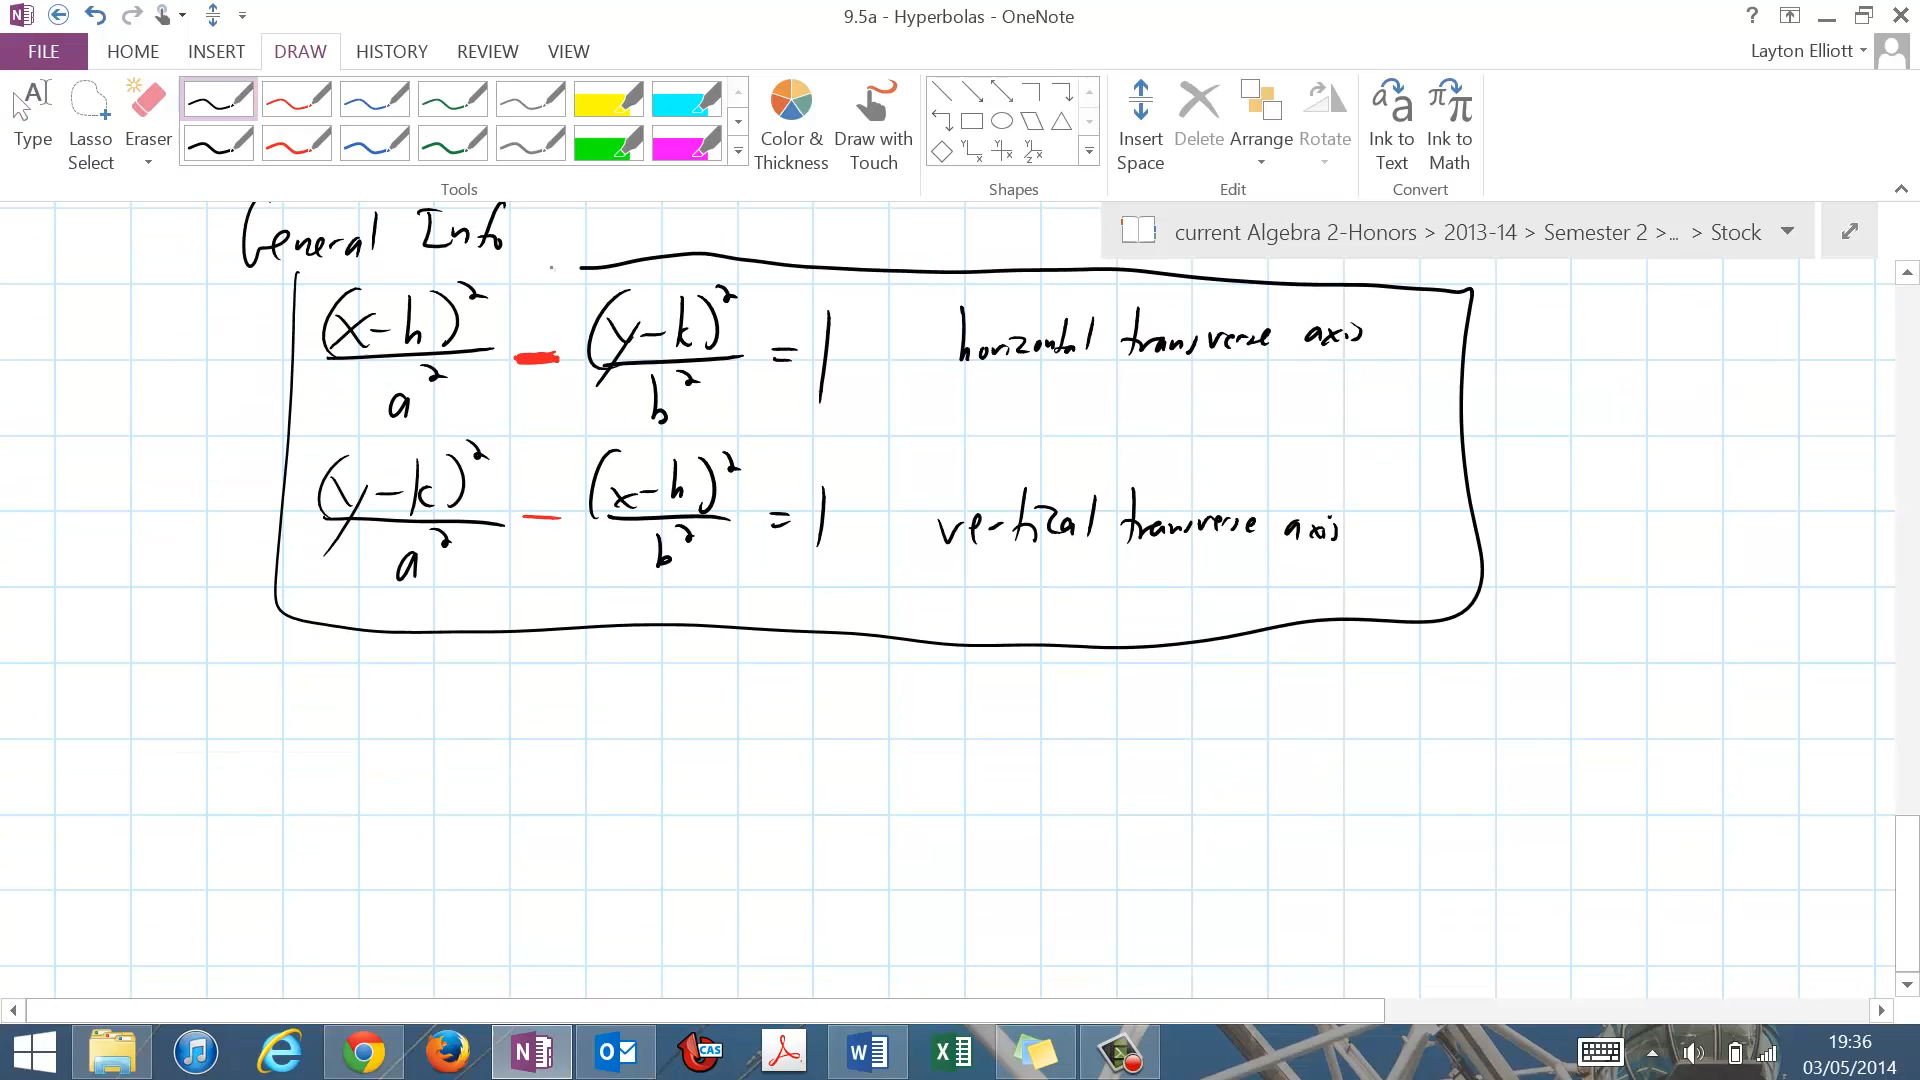 9.5a - Hyperbolas - OneNote
?
FILE HOME INSERT DRAW HISTORY REVIEW VIEW
Layton Elliott
Type
Lasso Select
Eraser
Color & Thickness
Draw with Touch
Insert Space
Delete
Arrange
Rotate
Ink to Text
Ink to Math
Tools
Shapes
Edit
Convert
current Algebra 2-Honors > 2013-14 > Semester 2 >... > Stock
General Info
(x-h)²/a² - (y-k)²/b² = 1 horizontal transverse axis
(y-k)²/a² - (x-h)²/b² = 1 vertical transverse axis
CAS
19:36
03/05/2014